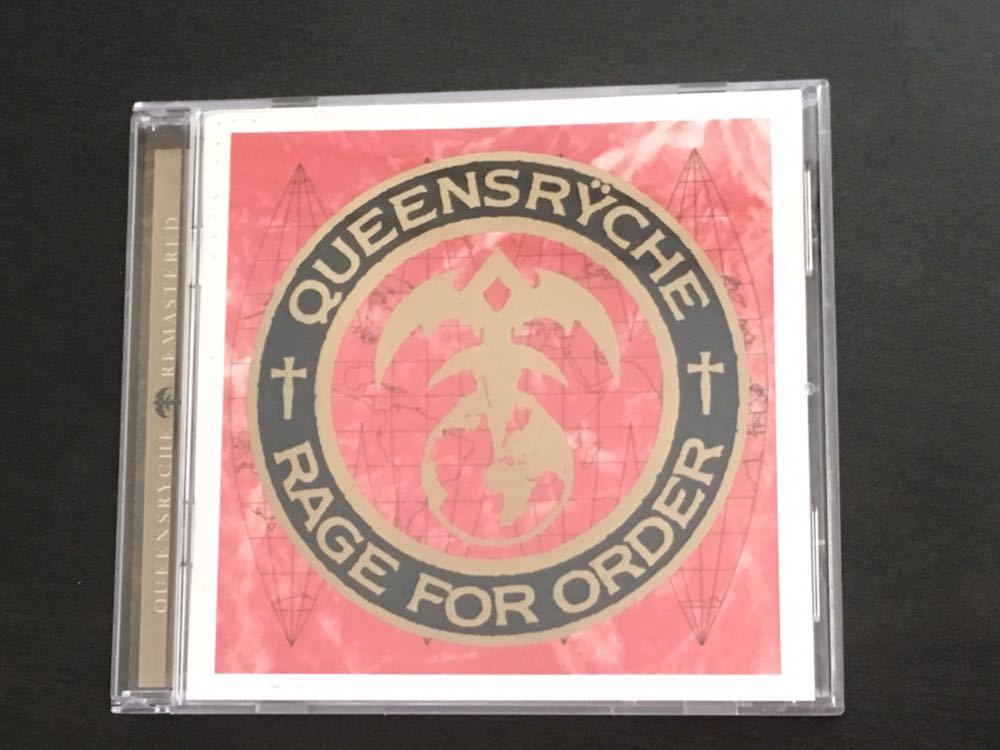 QUEENSRŸCHE
RAGE FOR ORDER
QUEENSRŸCHE REMASTERED